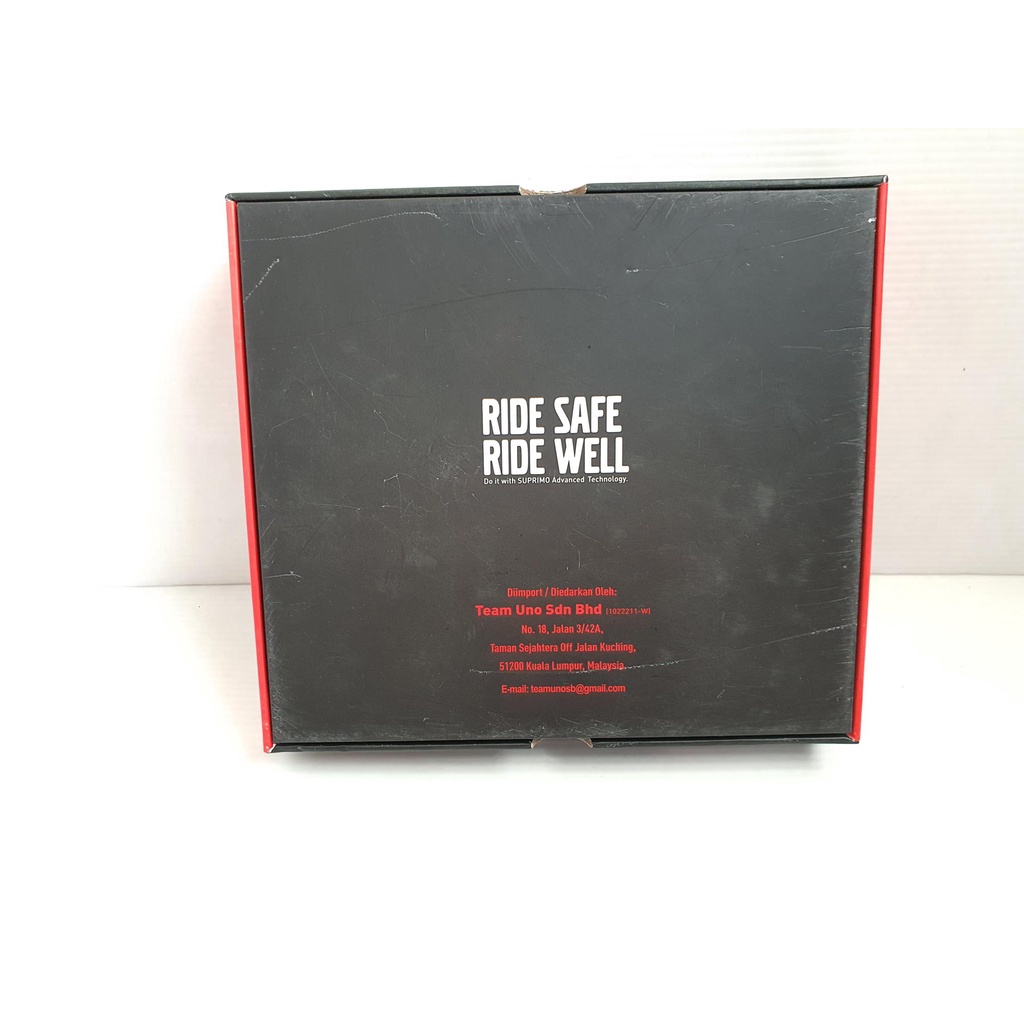 RIDE SAFE
RIDE WELL
Do it with SUPRIMO Advanced Technology.
Diimport / Diedarkan Oleh:
Team Uno Sdn Bhd (1022211-W)
No. 18, Jalan 3/42A,
Taman Sejahtera Off Jalan Kuching,
51200 Kuala Lumpur, Malaysia.
E-mail: teamunosb@gmail.com